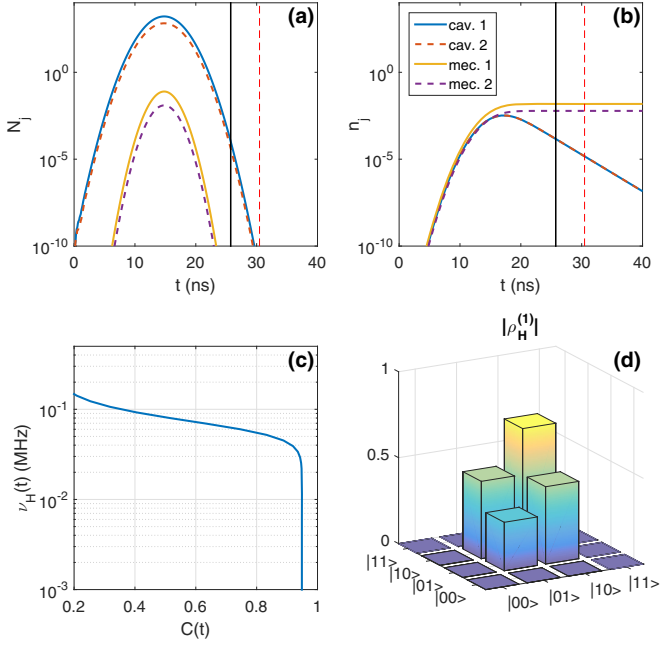 (a)
N_j
10^0
10^-5
10^-10
0 10 20 30 40
t (ns)
(b)
cav. 1
cav. 2
mec. 1
mec. 2
n_j
10^0
10^-5
10^-10
0 10 20 30 40
t (ns)
(c)
ν_H(t) (MHz)
10^-1
10^-2
10^-3
0.2 0.4 0.6 0.8 1
C(t)
|ρ_H^(1)|
(d)
1
0.5
0
|11> |10> |01> |00>
|00> |01> |10> |11>